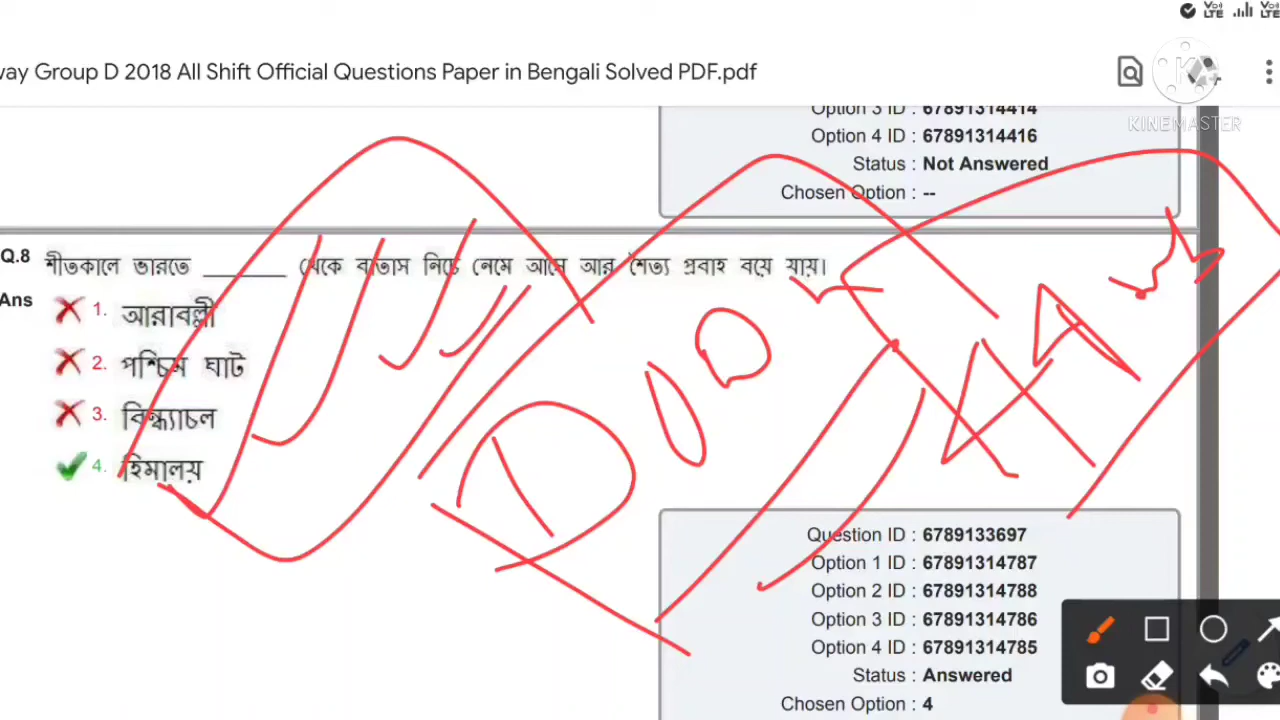 way Group D 2018 All Shift Official Questions Paper in Bengali Solved PDF.pdf
KINEMASTER
Option 3 ID : 67891314414
Option 4 ID : 67891314416
Status : Not Answered
Chosen Option : --
Q.8 শীতকালে ভারতে ________ থেকে বাতাস নিচে নেমে আসে আর শৈত্য প্রবাহ বয়ে যায়।
Ans 1. আরাবল্লী
2. পশ্চিম ঘাট
3. বিন্ধ্যাচল
4. হিমালয়
Question ID : 6789133697
Option 1 ID : 67891314787
Option 2 ID : 67891314788
Option 3 ID : 67891314786
Option 4 ID : 67891314785
Status : Answered
Chosen Option : 4